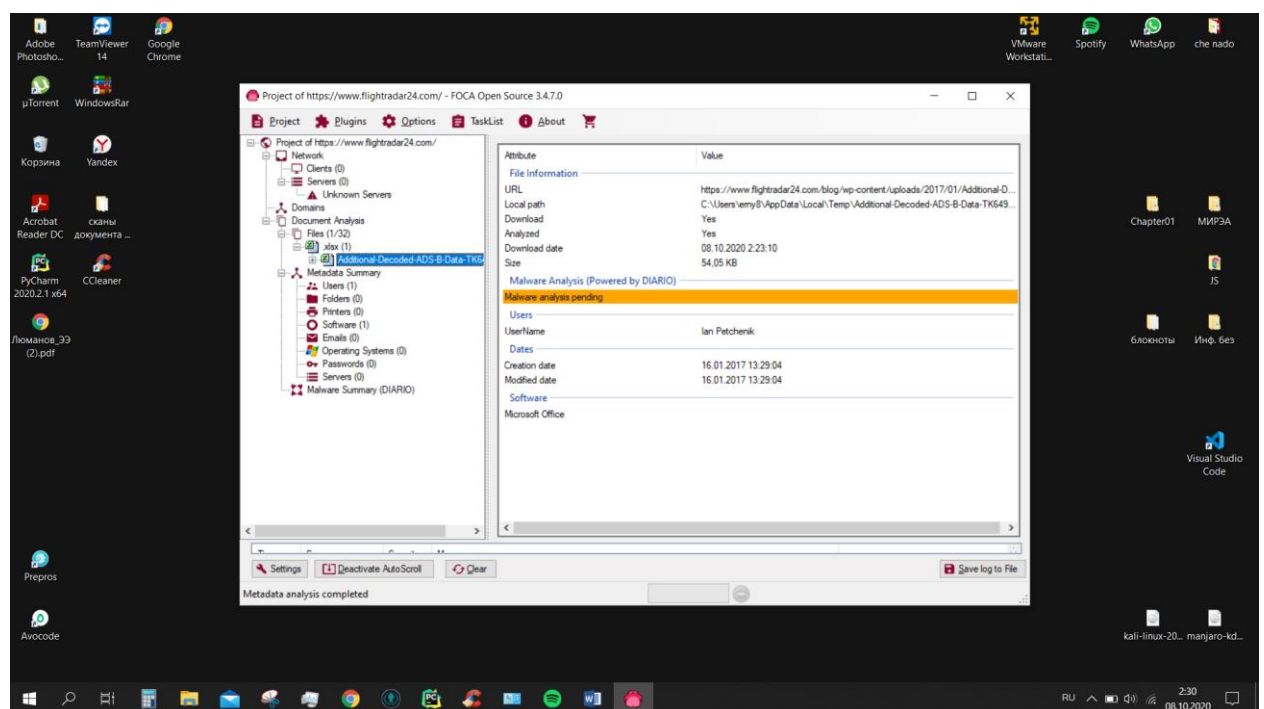 Adobe Photosho...
TeamViewer 14
Google Chrome
VMware Workstati...
Spotify
WhatsApp
che nado
µTorrent
WindowsRar
Корзина
Yandex
Acrobat Reader DC
сканы документа ...
PyCharm 2020.2.1 x64
CCleaner
Люманов_ЭЭ (2).pdf
Prepros
Avocode
Project of https://www.flightradar24.com/ - FOCA Open Source 3.4.7.0
Project Plugins Options TaskList About
Project of https://www.flightradar24.com/
Network
Clients (0)
Servers (0)
Unknown Servers
Domains
Document Analysis
Files (1/32)
.xlsx (1)
Additional-Decoded-ADS-B-Data-TK64
Metadata Summary
Users (1)
Folders (0)
Printers (0)
Software (1)
Emails (0)
Operating Systems (0)
Passwords (0)
Servers (0)
Malware Summary (DIARIO)
Attribute Value
File Information
URL https://www.flightradar24.com/blog/wp-content/uploads/2017/01/Additional-D...
Local path C:\Users\emy8\AppData\Local\Temp\Additional-Decoded-ADS-B-Data-TK649...
Download Yes
Analyzed Yes
Download date 08.10.2020 2:23:10
Size 54,05 KB
Malware Analysis (Powered by DIARIO)
Malware analysis pending
Users
UserName Ian Petchenik
Dates
Creation date 16.01.2017 13:29:04
Modified date 16.01.2017 13:29:04
Software
Microsoft Office
Settings Deactivate AutoScroll Clear Save log to File
Metadata analysis completed
Chapter01
МИРЭА
JS
блокноты
Инф. без
Visual Studio Code
kali-linux-20...
manjaro-kd...
RU
2:30
08.10.2020